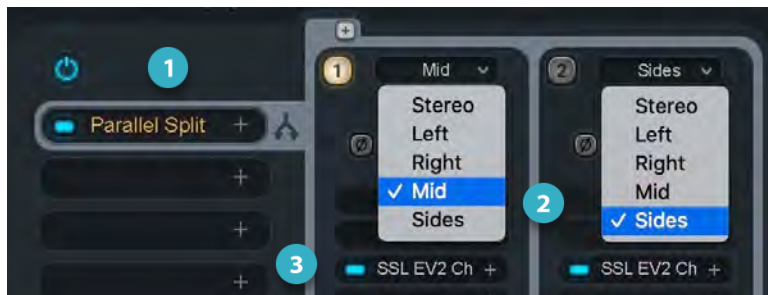 1
Parallel Split +
+
+
+
+
1 Mid
Stereo
Left
Right
✓ Mid
Sides
Ø
SSL EV2 Ch +
2 Sides
Stereo
Left
Right
Mid
✓ Sides
Ø
SSL EV2 Ch +
2
3